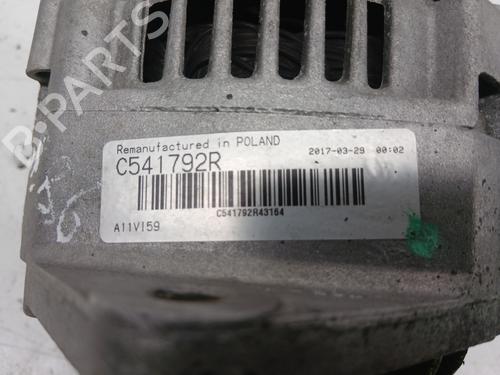 B-PARTS
Remanufactured in POLAND
2017-03-29 00:02
C541792R
C541792R43164
A11VI59